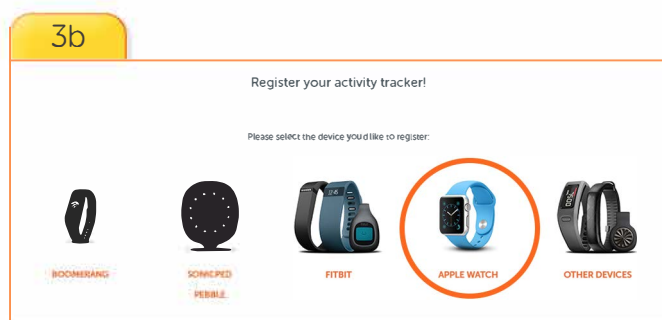 3b
Register your activity tracker!
Please select the device you'd like to register:
BOOMERANG
PEBBLE
FITBIT
APPLE WATCH
OTHER DEVICES